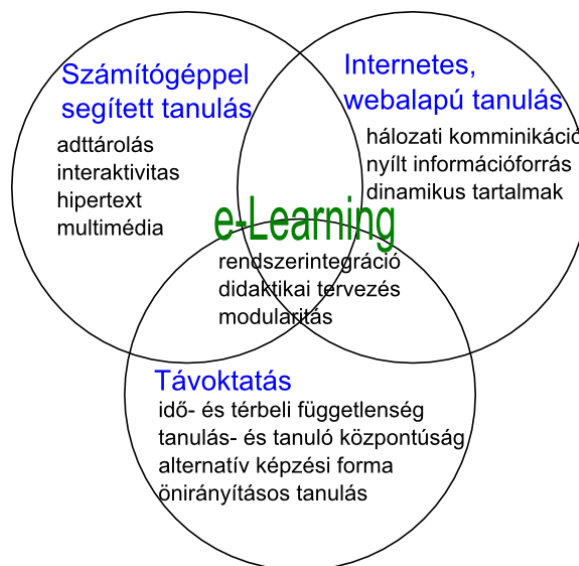 Számítógéppel
segített tanulás
adttárolás
interaktivitas
hipertext
multimédia
Internetes,
webalapú tanulás
hálozati komminikáció
nyílt információforrás
dinamikus tartalmak
e-Learning
rendszerintegráció
didaktikai tervezés
modularitás
Távoktatás
idő- és térbeli függetlenség
tanulás- és tanuló központúság
alternatív képzési forma
önirányításos tanulás